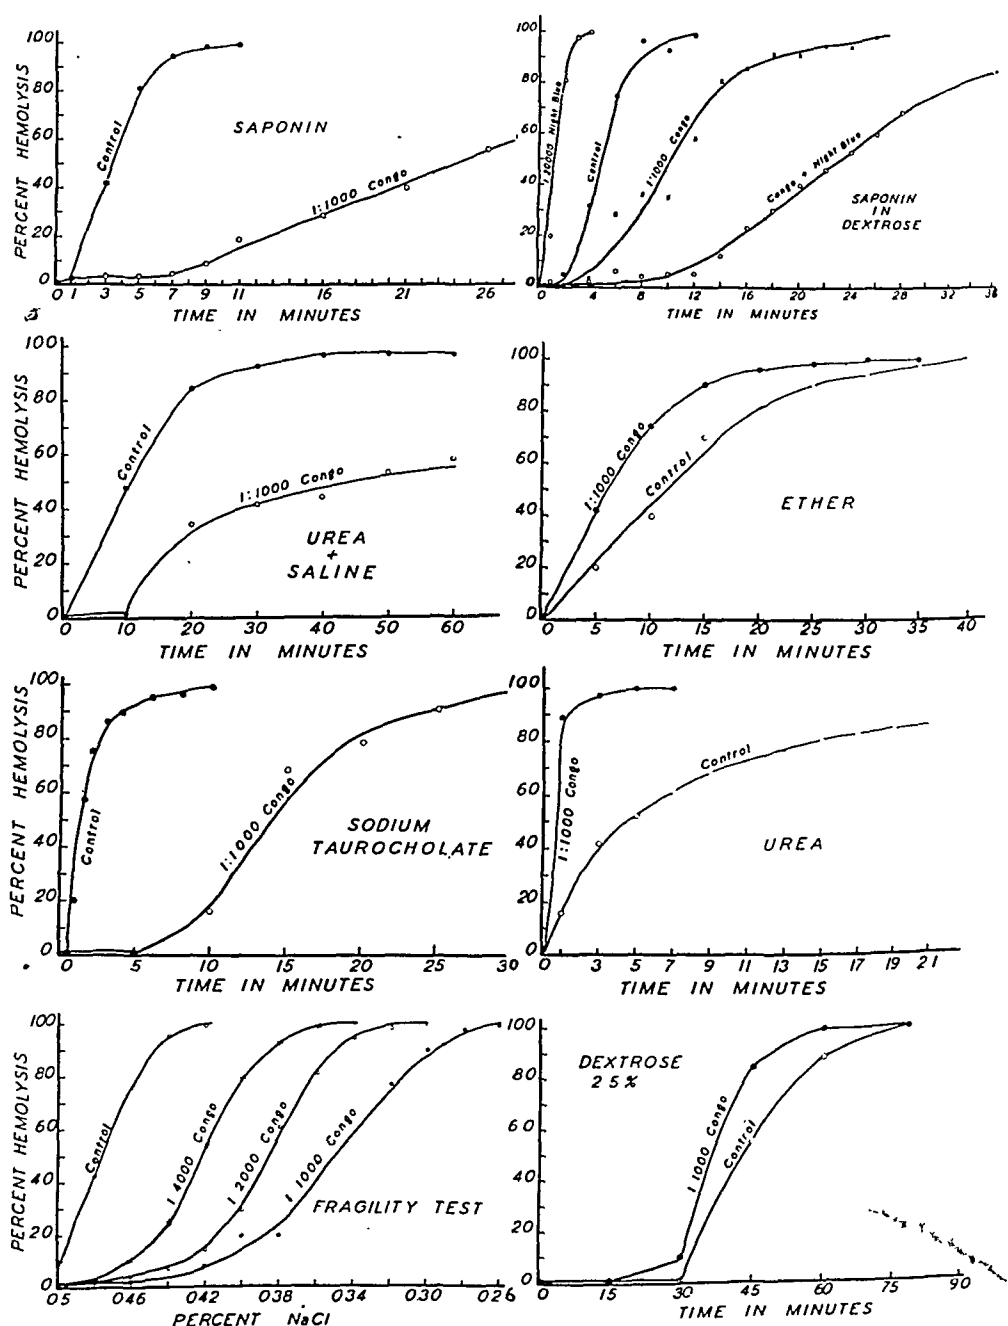 PERCENT HEMOLYSIS
100
80
60
40
20
0
Control
SAPONIN
1:1000 Congo
0 1 3 5 7 9 11 16 21 26
TIME IN MINUTES
100
80
60
40
20
0
1:20000 Night Blue
Control
1:1000 Congo
Congo + Night Blue
SAPONIN
IN
DEXTROSE
0 4 8 12 16 20 24 28 32 36
TIME IN MINUTES
PERCENT HEMOLYSIS
100
80
60
40
20
0
Control
1:1000 Congo
UREA
+
SALINE
0 10 20 30 40 50 60
TIME IN MINUTES
100
80
60
40
20
0
1:1000 Congo
Control
ETHER
0 5 10 15 20 25 30 35 40
TIME IN MINUTES
PERCENT HEMOLYSIS
100
80
60
40
20
0
Control
1:1000 Congo
SODIUM
TAUROCHOLATE
0 5 10 15 20 25 30
TIME IN MINUTES
100
80
60
40
20
0
1:1000 Congo
Control
UREA
0 1 3 5 7 9 11 13 15 17 19 21
TIME IN MINUTES
PERCENT HEMOLYSIS
100
80
60
40
20
0
Control
1 4000 Congo
1 2000 Congo
1 1000 Congo
FRAGILITY TEST
05 046 042 038 034 030 026
PERCENT NaCl
100
80
60
40
20
0
DEXTROSE
25%
1 1000 Congo
Control
0 15 30 45 60 75 90
TIME IN MINUTES